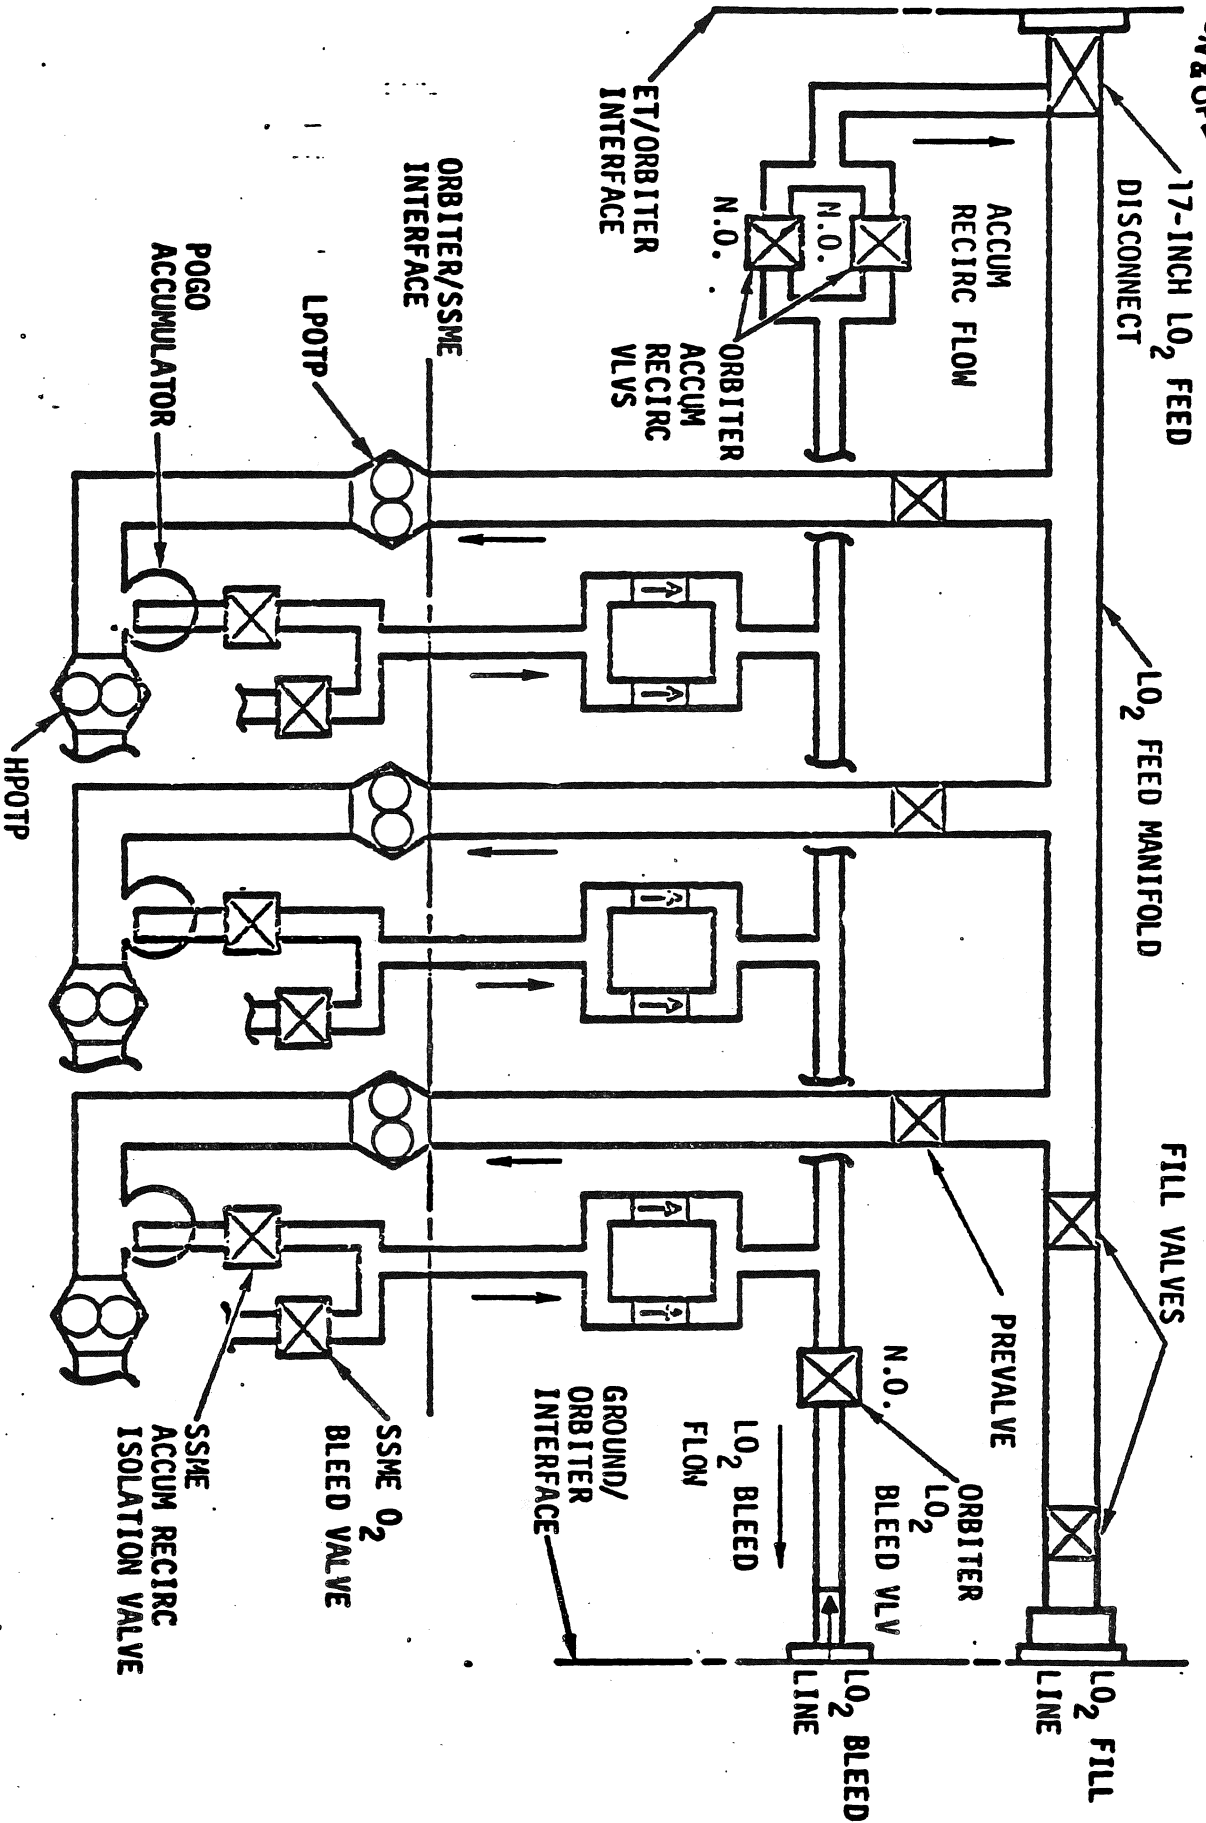 17-INCH LO2 FEED
DISCONNECT
ACCUM
RECIRC FLOW
N.O.
N.O.
ORBITER
ACCUM
RECIRC
VLVS
ET/ORBITER
INTERFACE
ORBITER/SSME
INTERFACE
LPOTP
POGO
ACCUMULATOR
HPOTP
LO2 FEED MANIFOLD
FILL VALVES
PREVALVE
N.O.
ORBITER
LO2
BLEED VLV
LO2 BLEED
FLOW
GROUND/
ORBITER
INTERFACE
SSME O2
BLEED VALVE
SSME
ACCUM RECIRC
ISOLATION VALVE
LO2 FILL
LINE
LO2 BLEED
LINE